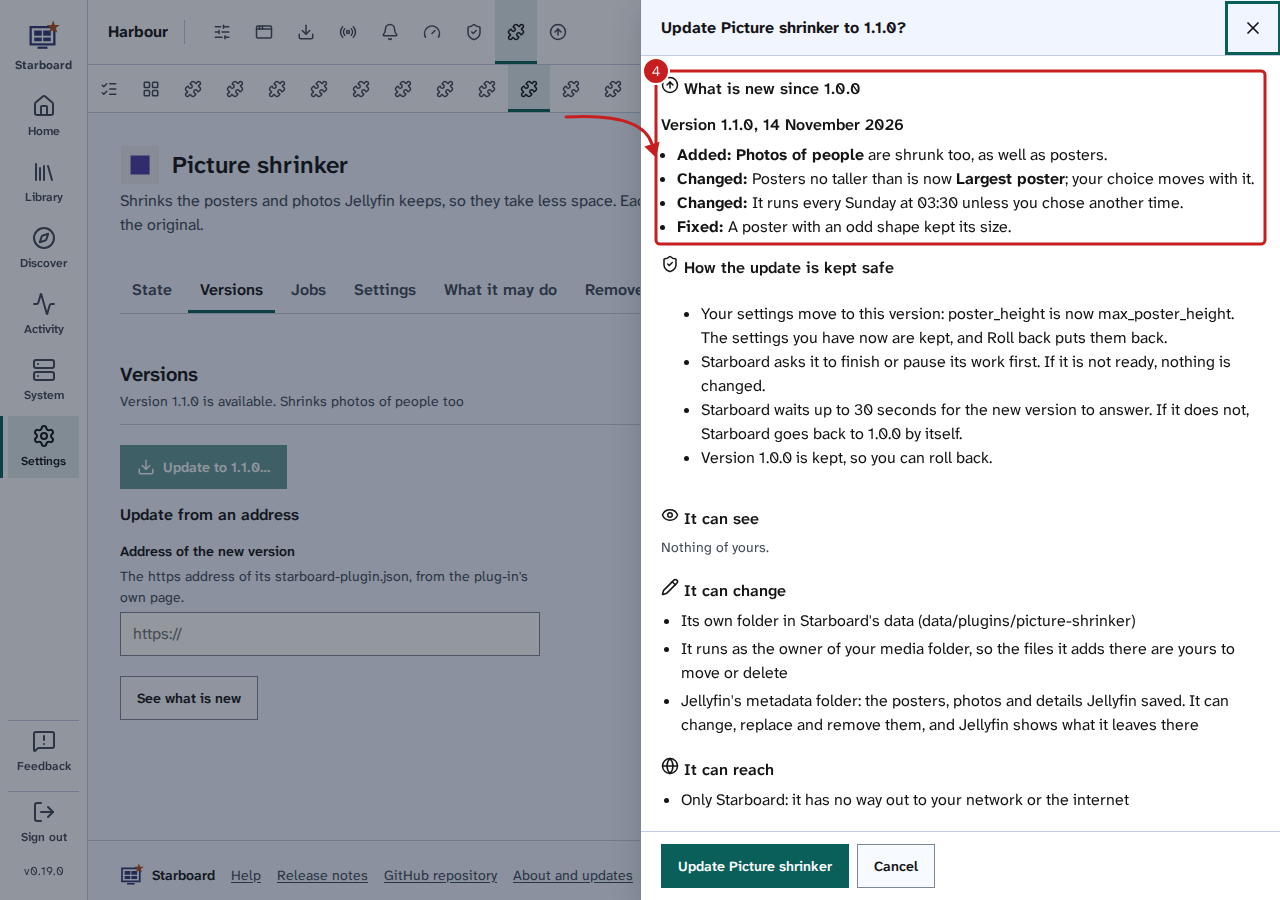 Starboard
Home
Library
Discover
Activity
System
Settings
Feedback
Sign out
v0.19.0
Harbour
Picture shrinker
Shrinks the posters and photos Jellyfin keeps, so they take less space.
the original.
State
Versions
Jobs
Settings
What it may do
Remove
Versions
Version 1.1.0 is available. Shrinks photos of people too
Update to 1.1.0…
Update from an address
Address of the new version
The https address of its starboard-plugin.json, from the plug-in's
own page.
https://
See what is new
Starboard
Help
Release notes
GitHub repository
About and updates
Update Picture shrinker to 1.1.0?
4
What is new since 1.0.0
Version 1.1.0, 14 November 2026
Added: Photos of people are shrunk too, as well as posters.
Changed: Posters no taller than is now Largest poster; your choice moves with it.
Changed: It runs every Sunday at 03:30 unless you chose another time.
Fixed: A poster with an odd shape kept its size.
How the update is kept safe
Your settings move to this version: poster_height is now max_poster_height.
The settings you have now are kept, and Roll back puts them back.
Starboard asks it to finish or pause its work first. If it is not ready, nothing is
changed.
Starboard waits up to 30 seconds for the new version to answer. If it does not,
Starboard goes back to 1.0.0 by itself.
Version 1.0.0 is kept, so you can roll back.
It can see
Nothing of yours.
It can change
Its own folder in Starboard's data (data/plugins/picture-shrinker)
It runs as the owner of your media folder, so the files it adds there are yours to
move or delete
Jellyfin's metadata folder: the posters, photos and details Jellyfin saved. It can
change, replace and remove them, and Jellyfin shows what it leaves there
It can reach
Only Starboard: it has no way out to your network or the internet
Update Picture shrinker
Cancel